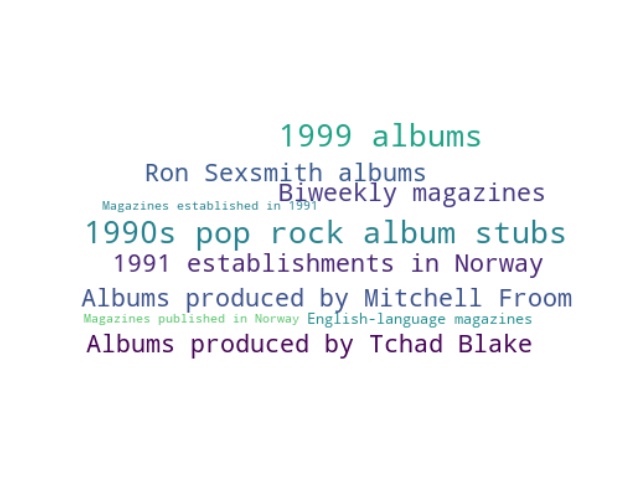 1999 albums
Ron Sexsmith albums
Biweekly magazines
Magazines established in 1991
1990s pop rock album stubs
1991 establishments in Norway
Albums produced by Mitchell Froom
Magazines published in Norway
English-language magazines
Albums produced by Tchad Blake